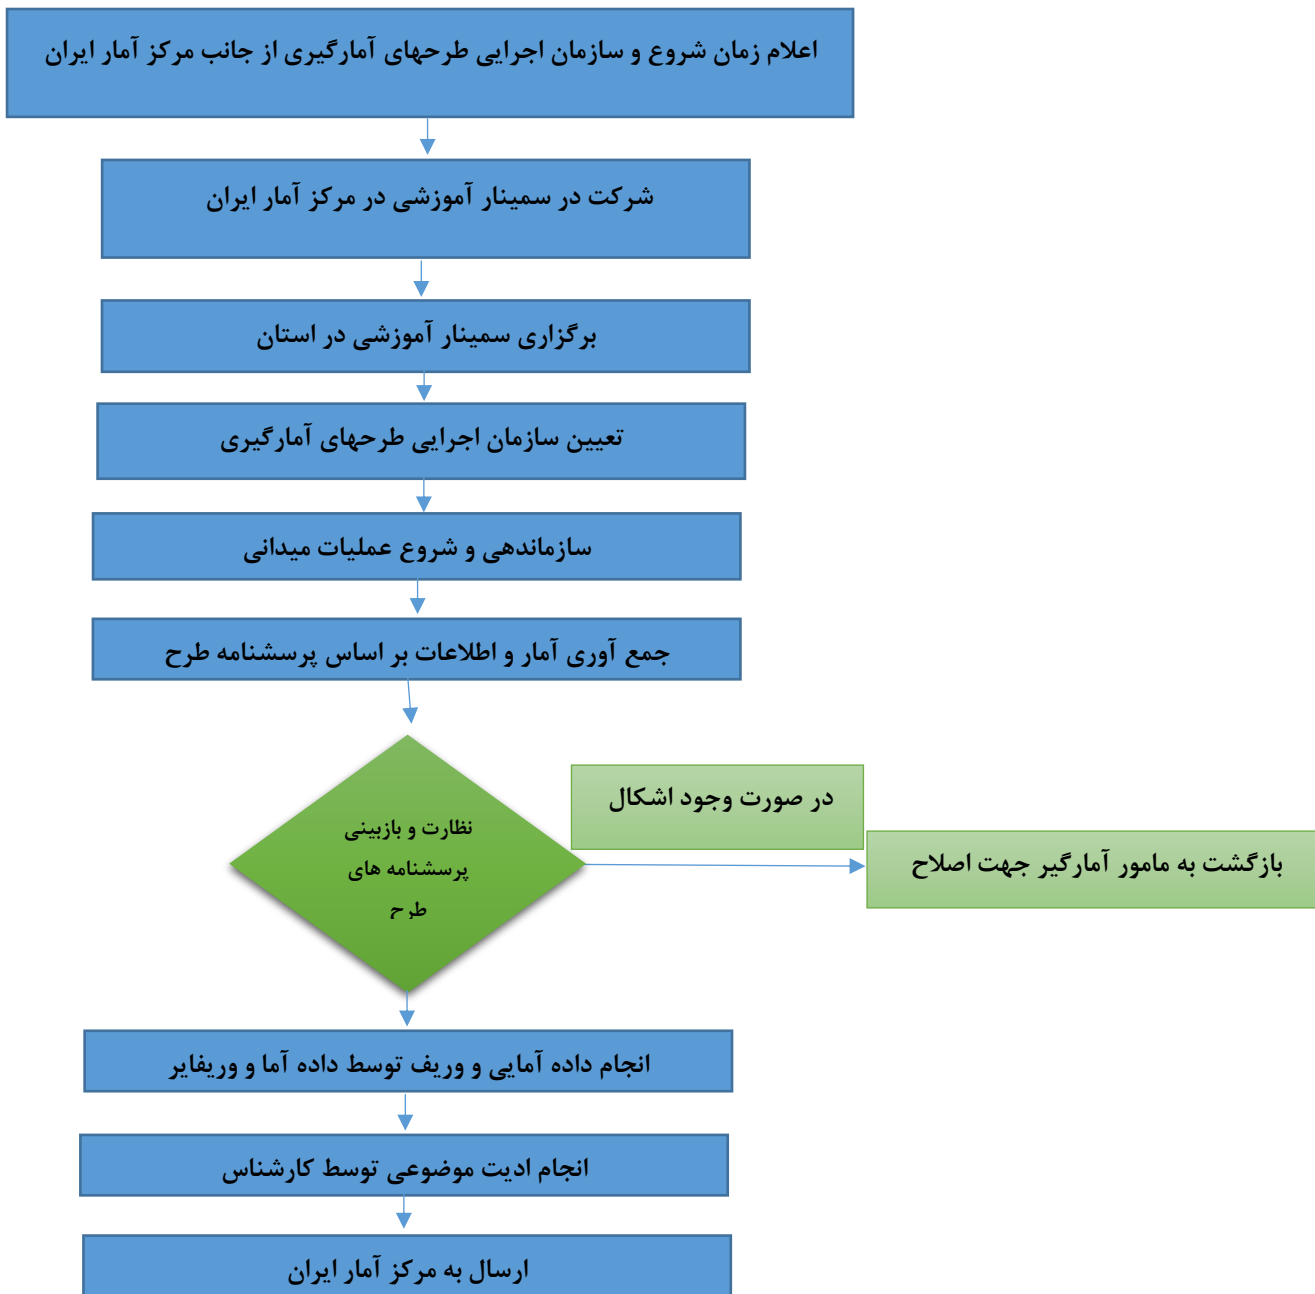 اعلام زمان شروع و سازمان اجرایی طرحهای آمارگیری از جانب مرکز آمار ایران
شرکت در سمینار آموزشی در مرکز آمار ایران
برگزاری سمینار آموزشی در استان
تعیین سازمان اجرایی طرحهای آمارگیری
سازماندهی و شروع عملیات میدانی
جمع آوری آمار و اطلاعات بر اساس پرسشنامه طرح
نظارت و بازبینی
پرسشنامه های
طرح
در صورت وجود اشکال
بازگشت به مامور آمارگیر جهت اصلاح
انجام داده آمایی و وریف توسط داده آما و وریفایر
انجام ادیت موضوعی توسط کارشناس
ارسال به مرکز آمار ایران